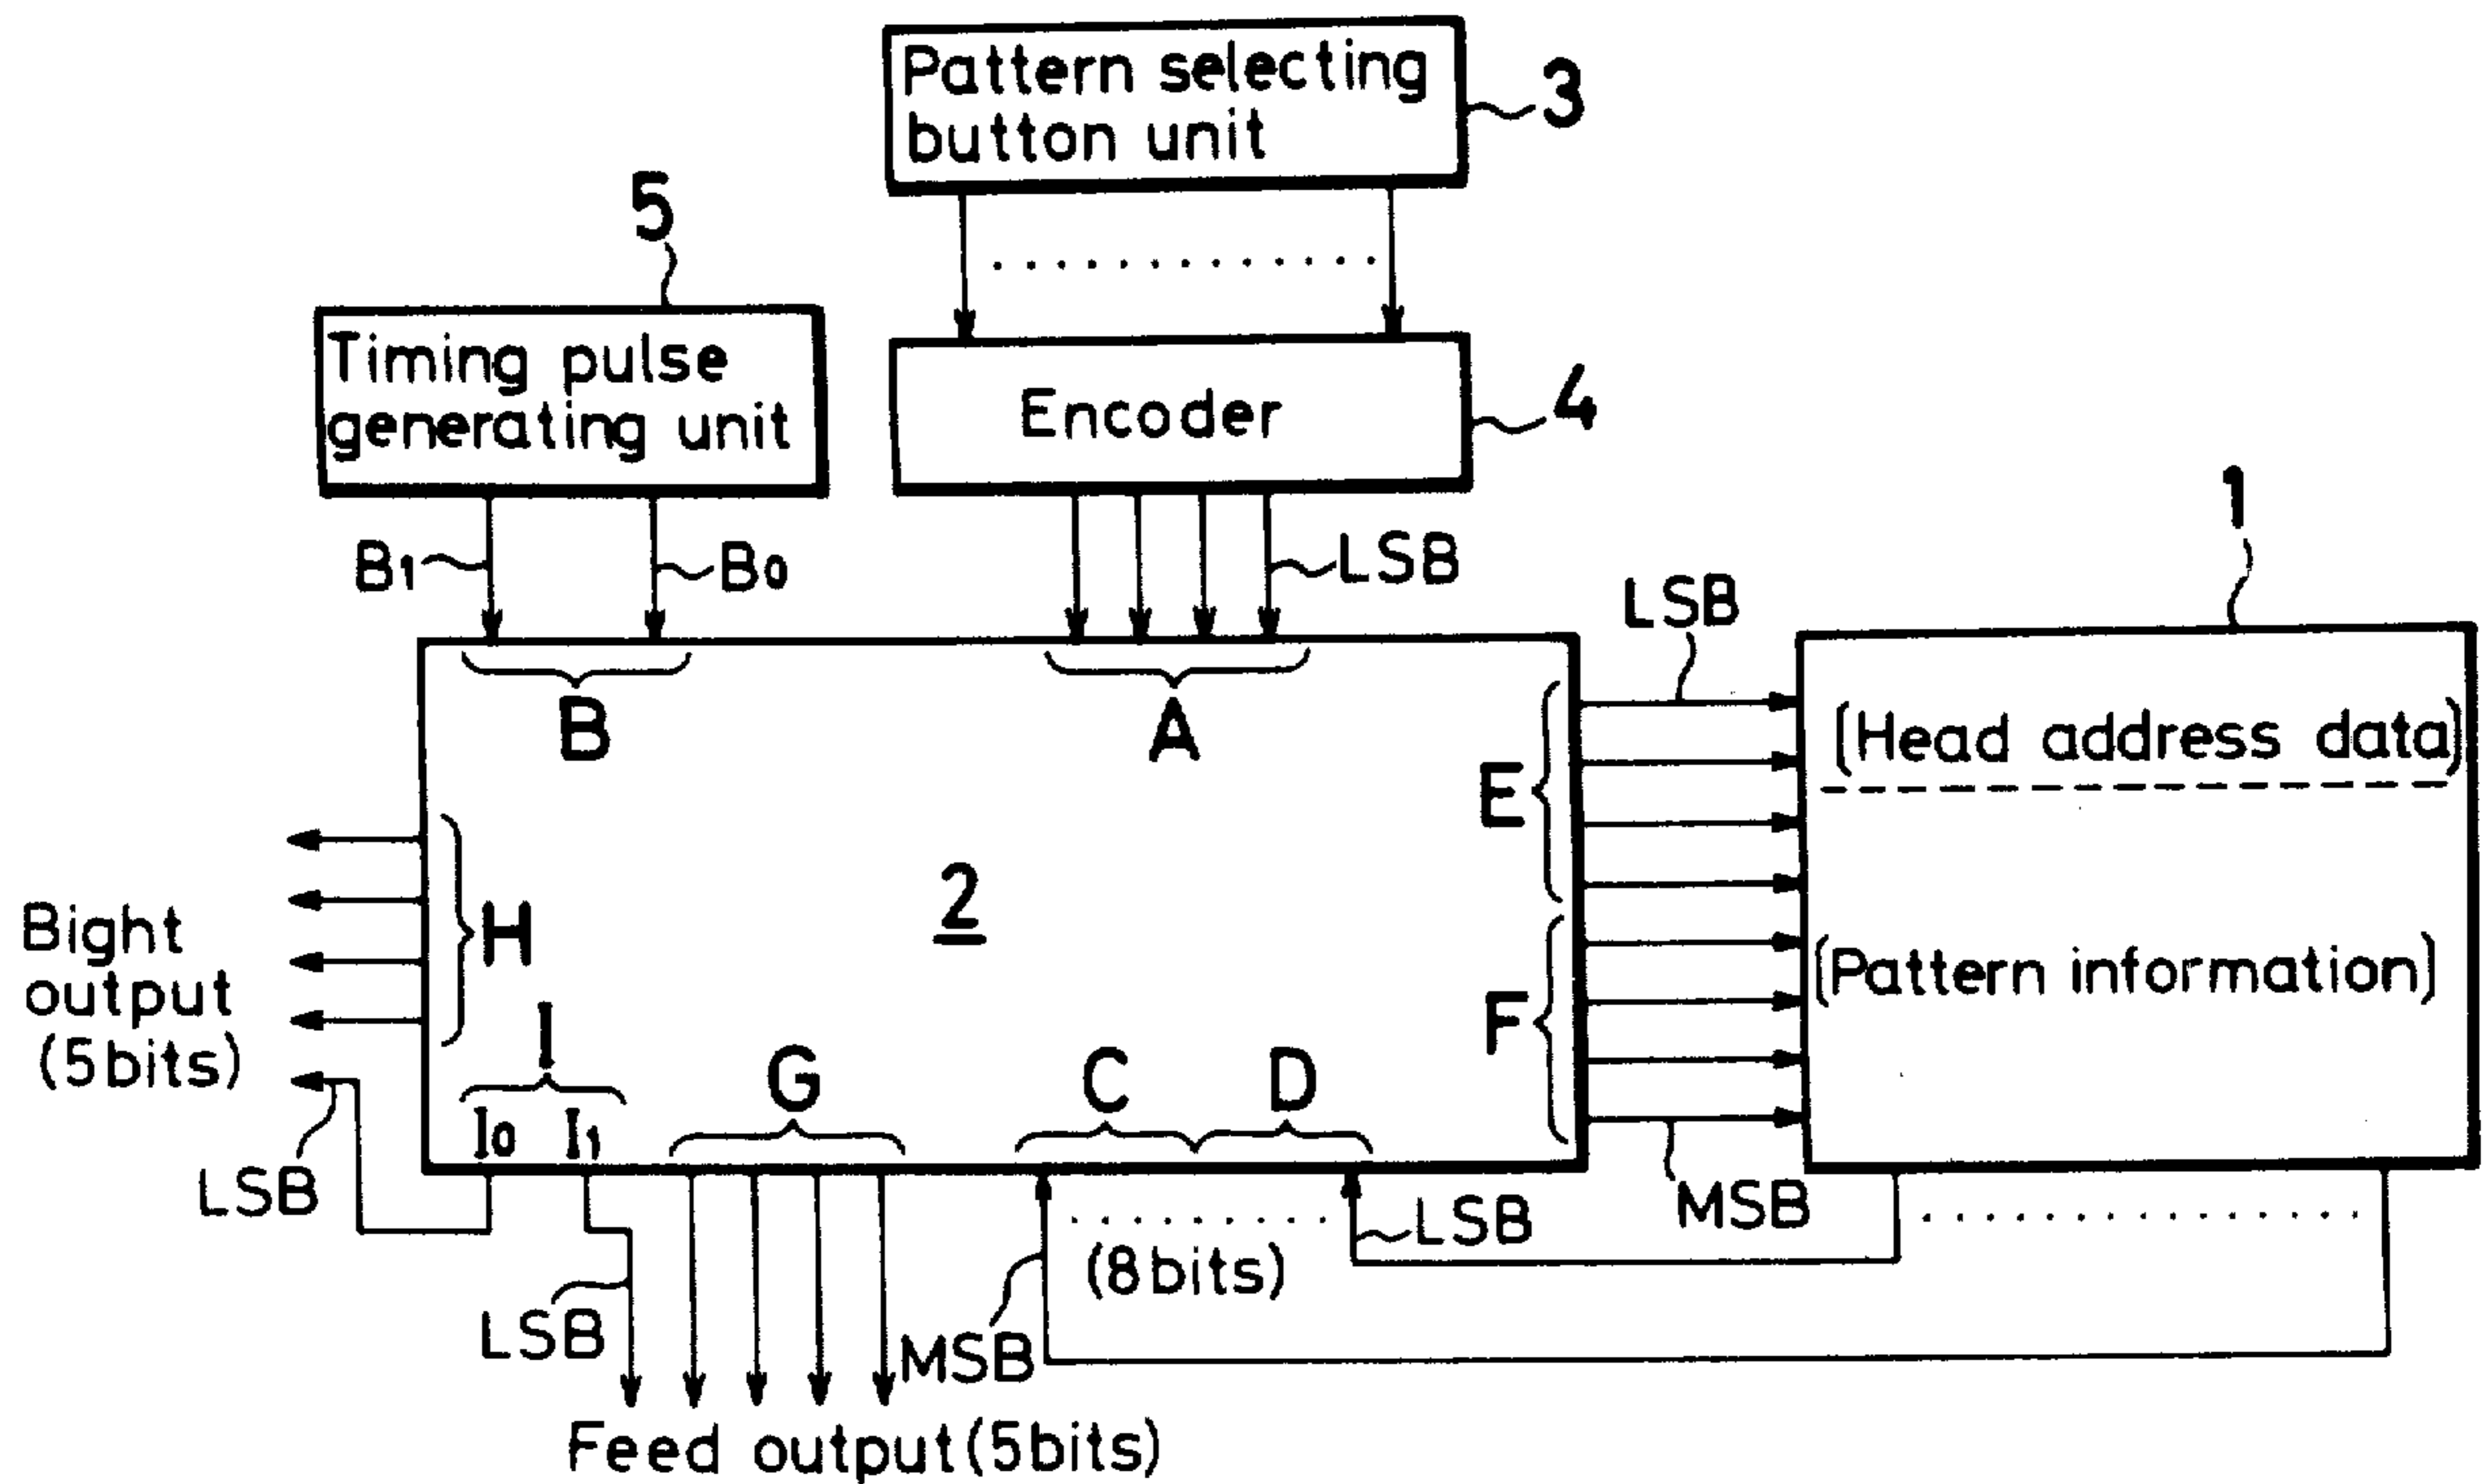 Pattern selecting
button unit
3
5
Timing pulse
generating unit
Encoder
4
1
B1
B0
LSB
LSB
B
A
E
(Head address data)
H
2
Bight
output
(5bits)
F
(Pattern information)
I
I0
I1
G
C
D
LSB
LSB
MSB
(8bits)
LSB
MSB
Feed output(5bits)